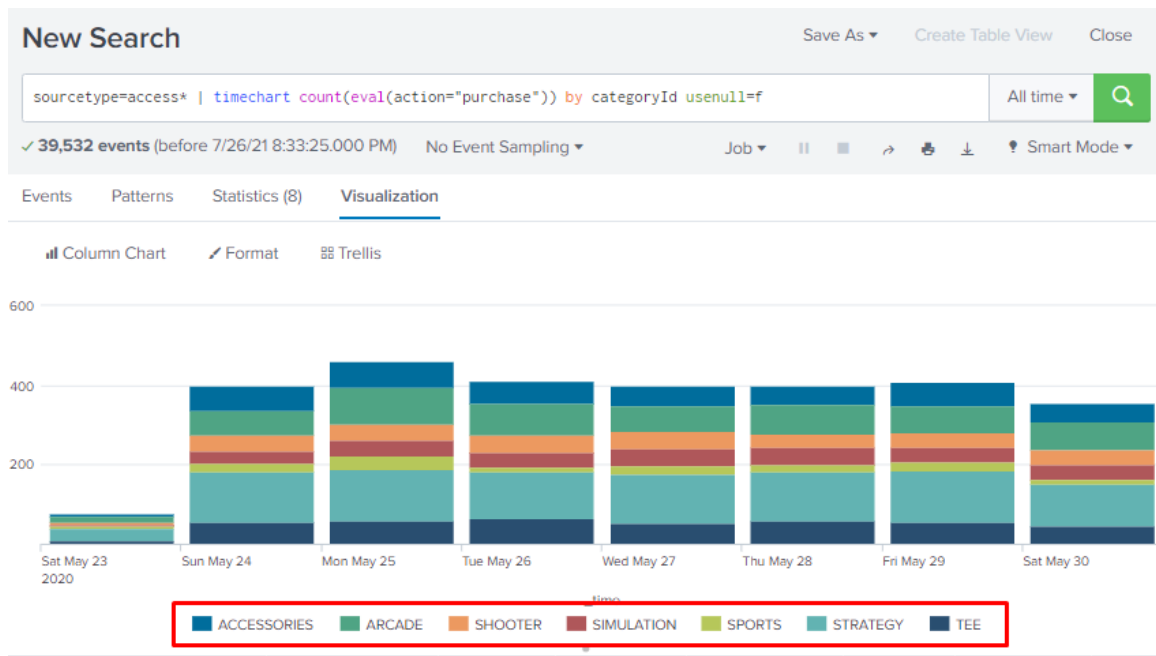 New Search
Save As ▾ Create Table View Close
sourcetype=access* | timechart count(eval(action="purchase")) by categoryId usenull=f
All time ▾
✓ 39,532 events (before 7/26/21 8:33:25.000 PM) No Event Sampling ▾ Job ▾ Smart Mode ▾
Events Patterns Statistics (8) Visualization
Column Chart Format Trellis
600
400
200
Sat May 23 Sun May 24 Mon May 25 Tue May 26 Wed May 27 Thu May 28 Fri May 29 Sat May 30
2020
_time
ACCESSORIES ARCADE SHOOTER SIMULATION SPORTS STRATEGY TEE